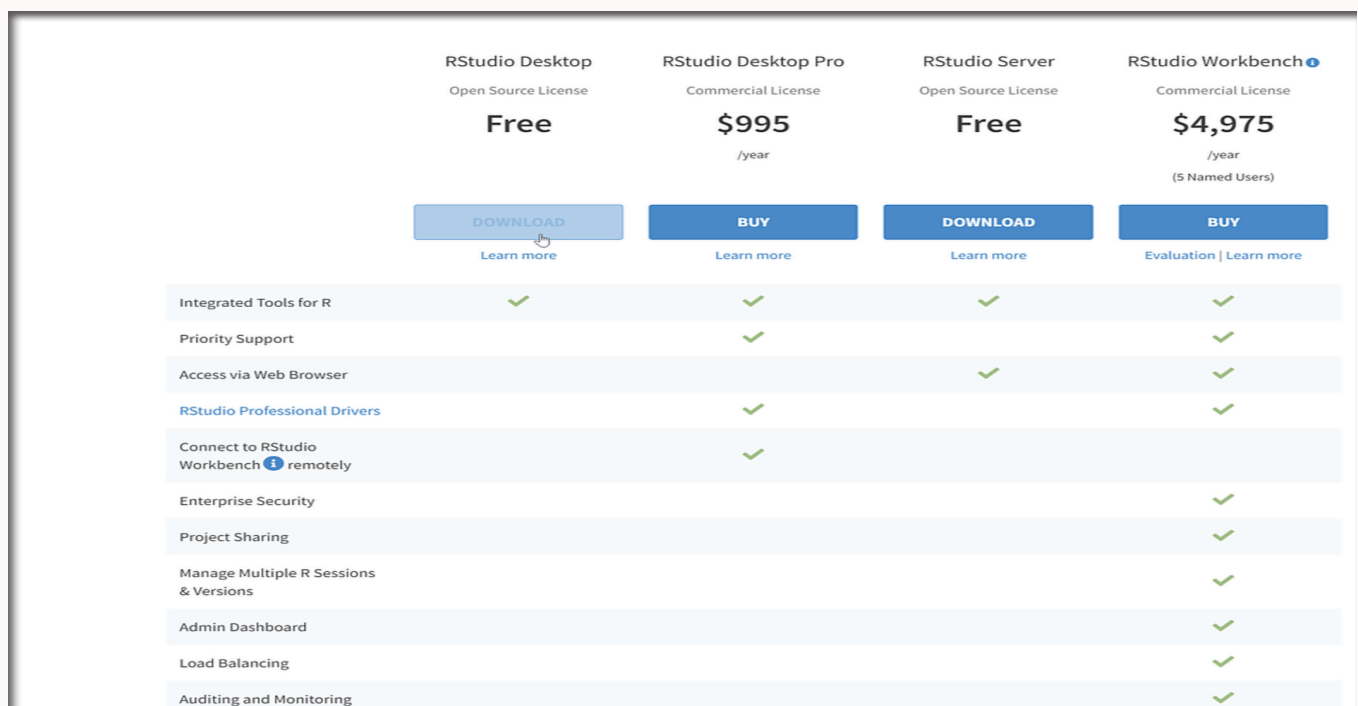 RStudio Desktop RStudio Desktop Pro RStudio Server RStudio Workbench
Open Source License Commercial License Open Source License Commercial License
Free $995 Free $4,975
/year /year
(5 Named Users)
DOWNLOAD BUY DOWNLOAD BUY
Learn more Learn more Learn more Evaluation | Learn more
Integrated Tools for R
Priority Support
Access via Web Browser
RStudio Professional Drivers
Connect to RStudio
Workbench i remotely
Enterprise Security
Project Sharing
Manage Multiple R Sessions
& Versions
Admin Dashboard
Load Balancing
Auditing and Monitoring